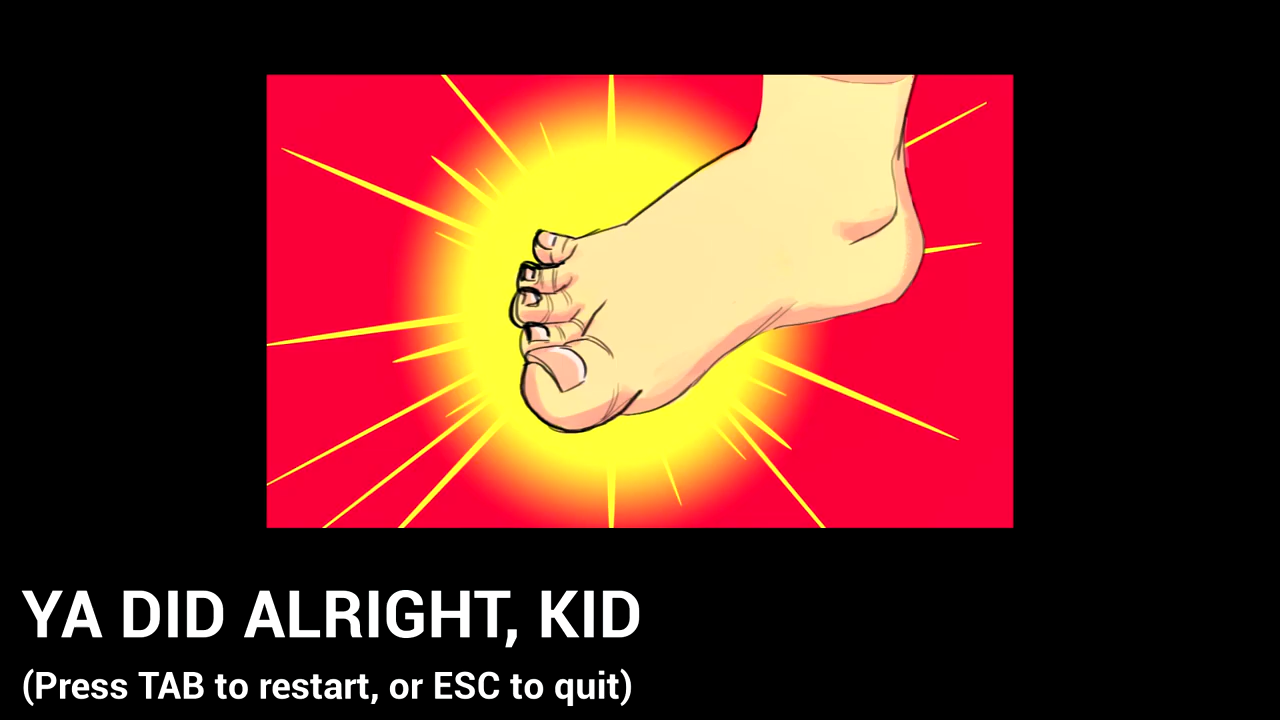 YA DID ALRIGHT, KID
(Press TAB to restart, or ESC to quit)